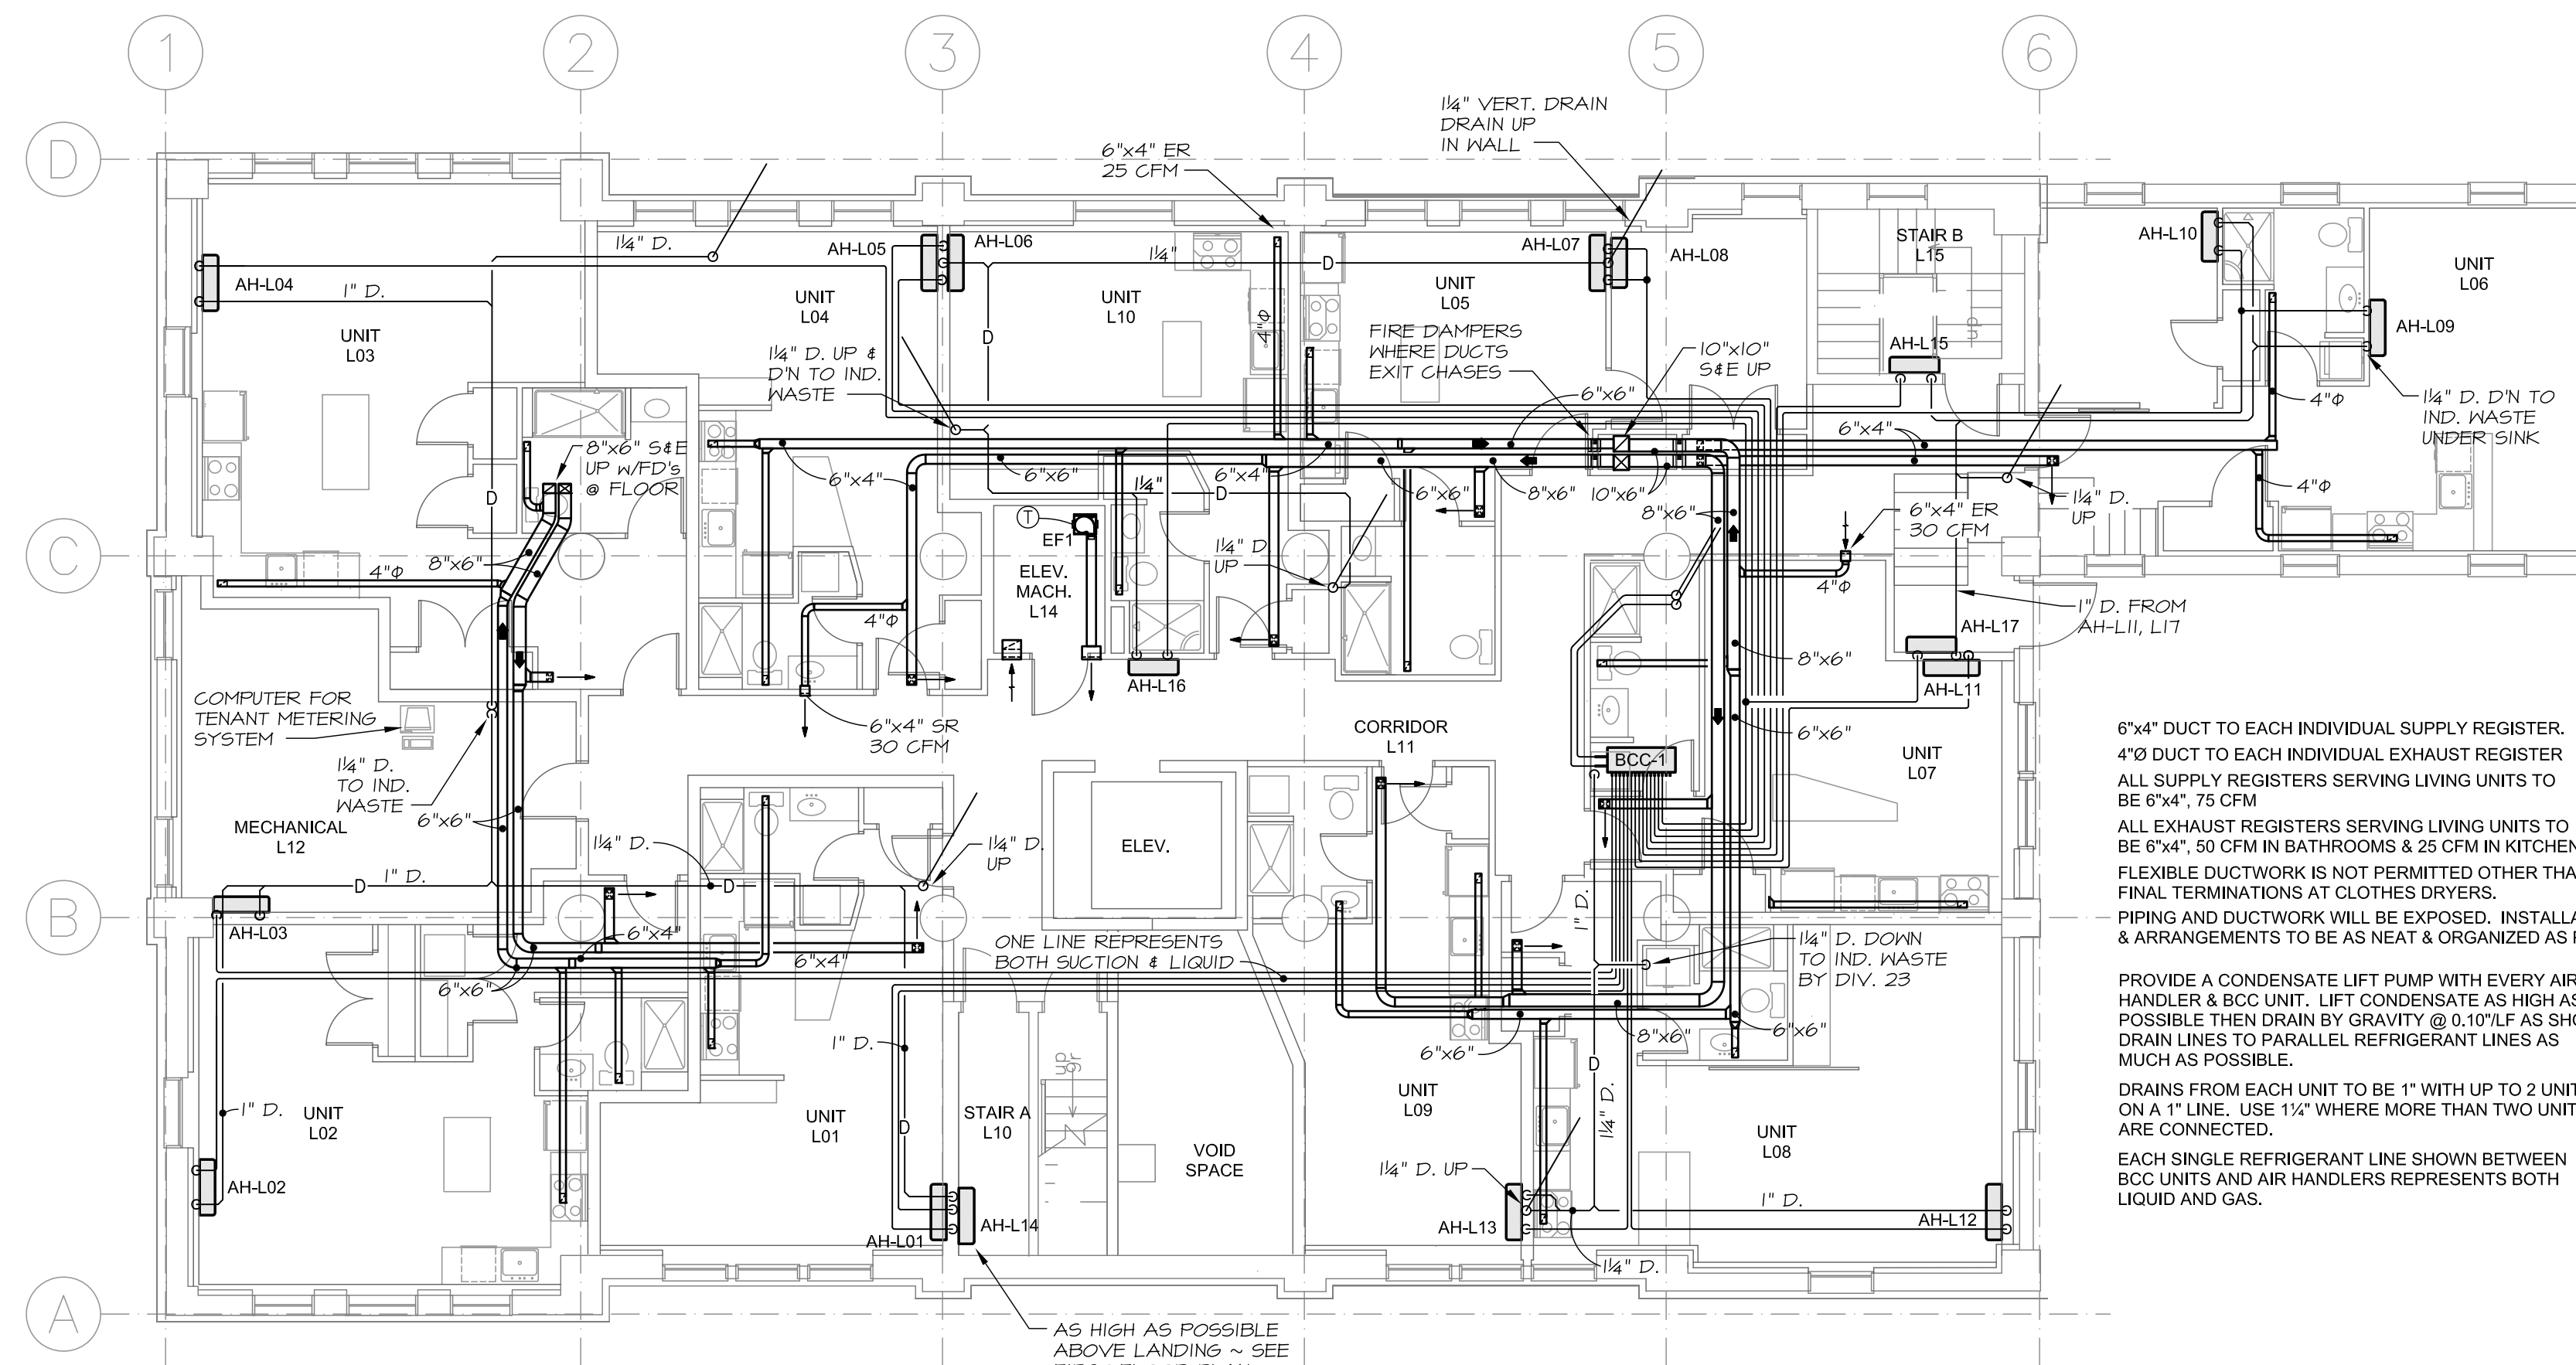 1
2
3
4
5
6
D
C
B
A
1¼" VERT. DRAIN
DRAIN UP
IN WALL
6"x4" ER
25 CFM
1¼" D.
AH-L05
AH-L06
1¼"
D
AH-L07
AH-L08
STAIR B
L15
AH-L10
UNIT
L06
AH-L04
1" D.
UNIT
L03
UNIT
L04
D
UNIT
L10
4"Φ
UNIT
L05
up
AH-L15
AH-L09
FIRE DAMPERS
WHERE DUCTS
EXIT CHASES
10"x10"
S&E UP
1¼" D. UP &
D'N TO IND.
WASTE
6"x6"
4"Φ
1¼" D. D'N TO
IND. WASTE
UNDER SINK
8"x6" S&E
UP W/FD's
@ FLOOR
6"x4"
6"x4"
6"x6"
6"x4"
6"x6"
8"x6"
10"x6"
D
1¼"
D
4"Φ
1¼" D.
UP
8"x6"
6"x4" ER
30 CFM
T
EF1
ELEV.
MACH.
L14
1¼" D.
UP
8"x6"
4"Φ
4"Φ
4"Φ
1" D. FROM
AH-L11, L17
AH-L17
8"x6"
AH-L16
AH-L11
COMPUTER FOR
TENANT METERING
SYSTEM
6"x4" SR
30 CFM
CORRIDOR
L11
6"x6"
UNIT
L07
BCC-1
1¼" D.
TO IND.
WASTE
6"x6"
MECHANICAL
L12
1¼" D.
1¼" D.
UP
ELEV.
D
1" D.
D
1" D.
AH-L03
6"x4"
6"x4"
6"x6"
ONE LINE REPRESENTS
BOTH SUCTION & LIQUID
1¼" D. DOWN
TO IND. WASTE
BY DIV. 23
6"x6"
8"x6"
6"x6"
1" D.
up
gr
D
1" D.
UNIT
L02
UNIT
L01
D
STAIR A
L10
VOID
SPACE
UNIT
L09
1¼" D.
UNIT
L08
AH-L02
1¼" D. UP
1" D.
AH-L01
AH-L14
AH-L13
AH-L12
1¼" D.
AS HIGH AS POSSIBLE
ABOVE LANDING ~ SEE
6"x4" DUCT TO EACH INDIVIDUAL SUPPLY REGISTER.
4"Ø DUCT TO EACH INDIVIDUAL EXHAUST REGISTER
ALL SUPPLY REGISTERS SERVING LIVING UNITS TO
BE 6"x4", 75 CFM
ALL EXHAUST REGISTERS SERVING LIVING UNITS TO
BE 6"x4", 50 CFM IN BATHROOMS & 25 CFM IN KITCHEN
FLEXIBLE DUCTWORK IS NOT PERMITTED OTHER THA
FINAL TERMINATIONS AT CLOTHES DRYERS.
PIPING AND DUCTWORK WILL BE EXPOSED. INSTALLA
& ARRANGEMENTS TO BE AS NEAT & ORGANIZED AS
PROVIDE A CONDENSATE LIFT PUMP WITH EVERY AIR
HANDLER & BCC UNIT. LIFT CONDENSATE AS HIGH AS
POSSIBLE THEN DRAIN BY GRAVITY @ 0.10"/LF AS SHO
DRAIN LINES TO PARALLEL REFRIGERANT LINES AS
MUCH AS POSSIBLE.
DRAINS FROM EACH UNIT TO BE 1" WITH UP TO 2 UNIT
ON A 1" LINE. USE 1¼" WHERE MORE THAN TWO UNIT
ARE CONNECTED.
EACH SINGLE REFRIGERANT LINE SHOWN BETWEEN
BCC UNITS AND AIR HANDLERS REPRESENTS BOTH
LIQUID AND GAS.